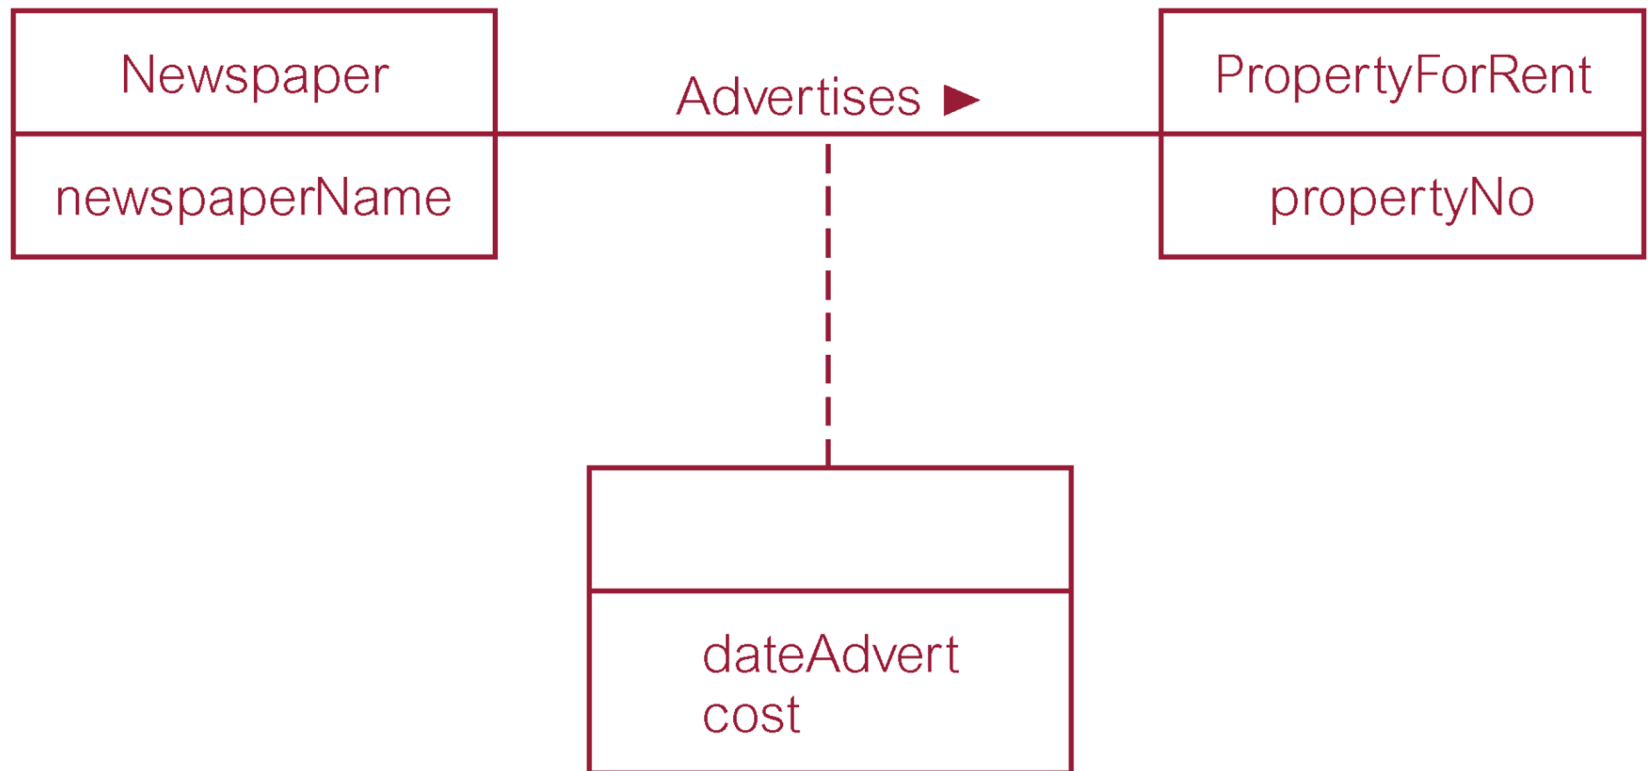 Newspaper
newspaperName
Advertises ►
PropertyForRent
propertyNo
dateAdvert
cost